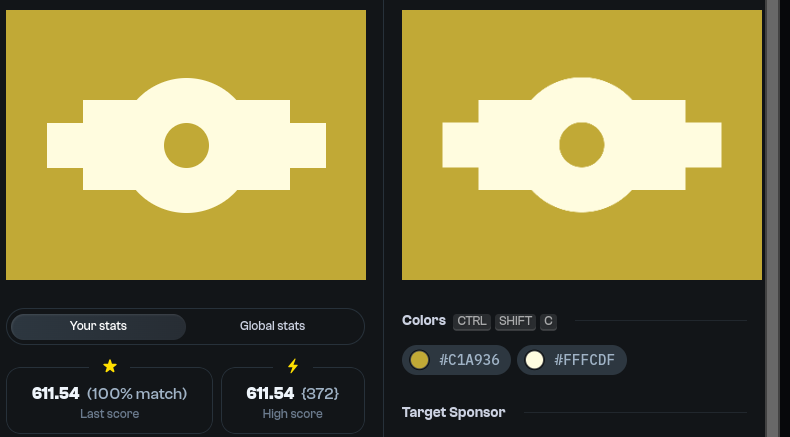 Your stats
Global stats
611.54 (100% match)
Last score
611.54 {372}
High score
Colors CTRL SHIFT C
#C1A936 #FFFCDF
Target Sponsor